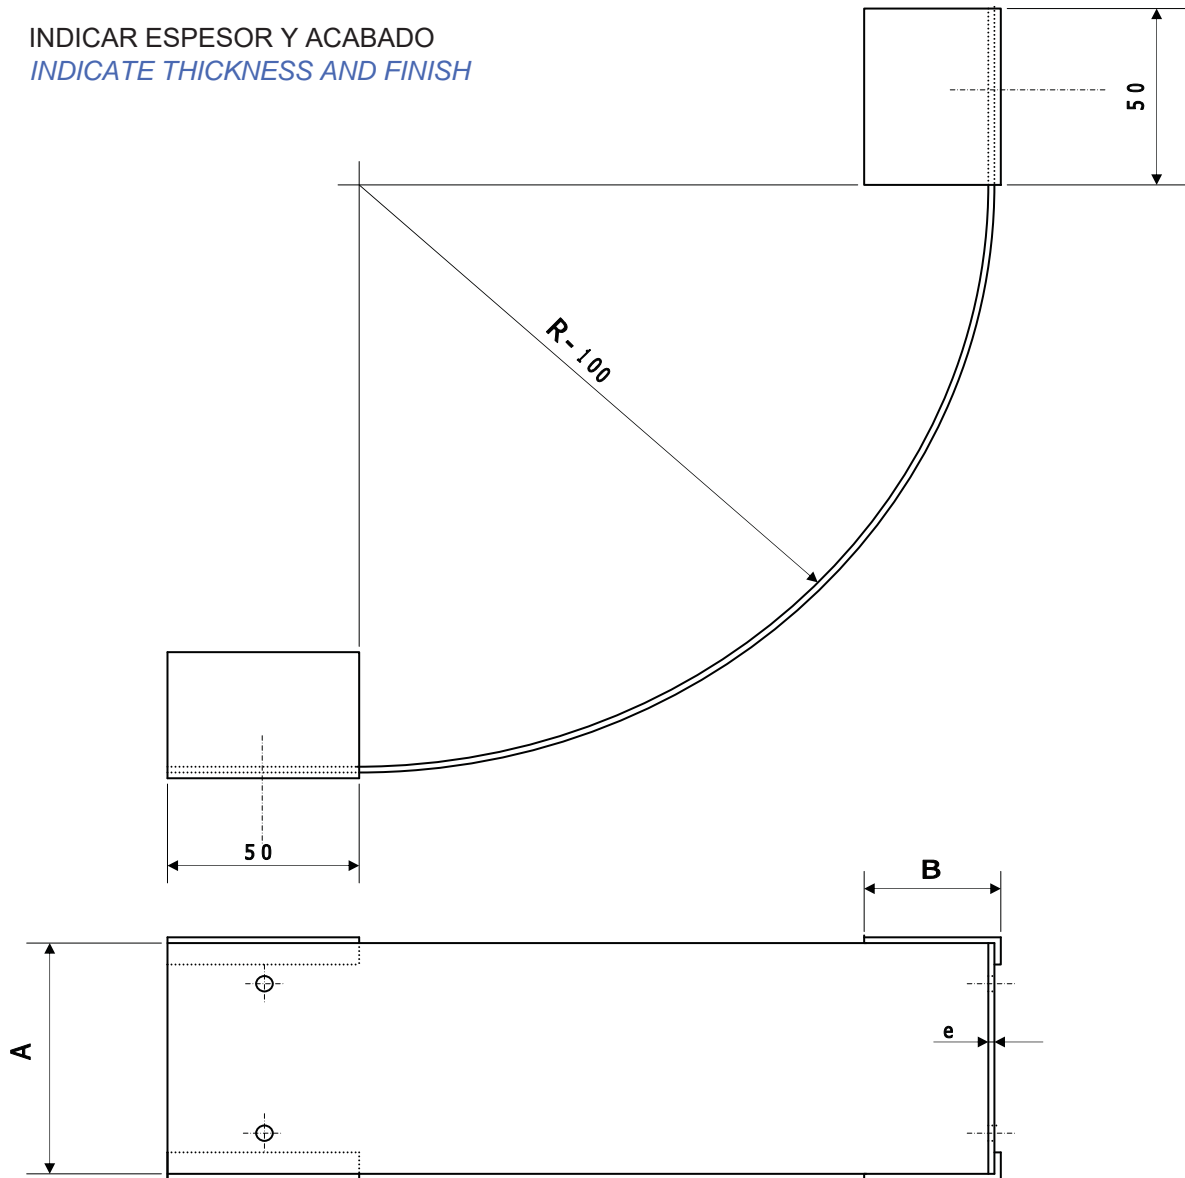 INDICAR ESPESOR Y ACABADO
INDICATE THICKNESS AND FINISH
50
R-100
50
B
A
e